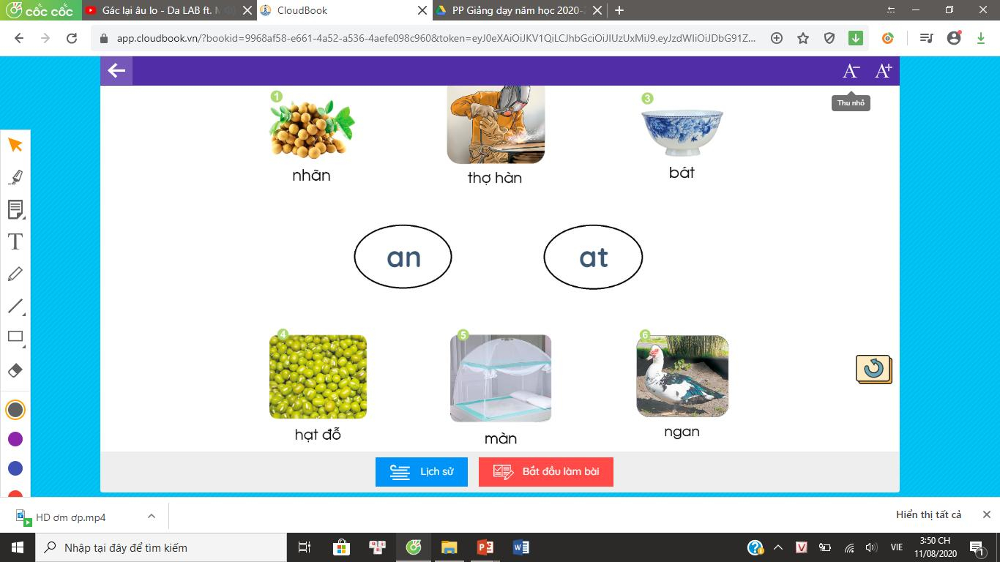 cốc cốc
Gác lại âu lo - Da LAB ft. M
CloudBook
PP Giảng dạy năm học 2020-
app.cloudbook.vn/?bookid=9968af58-e661-4a52-a536-4aefe098c960&token=eyJ0eXAiOiJKV1QiLCJhbGciOiJIUzUxMiJ9.eyJzdWIiOiJDbG91Z...
A- A+
Thu nhỏ
1
3
nhãn
thợ hàn
bát
an
at
T
4
5
6
hạt đỗ
màn
ngan
Lịch sử
Bắt đầu làm bài
HD ơm ơp.mp4
Hiển thị tất cả
Nhập tại đây để tìm kiếm
VIE
3:50 CH
11/08/2020
1